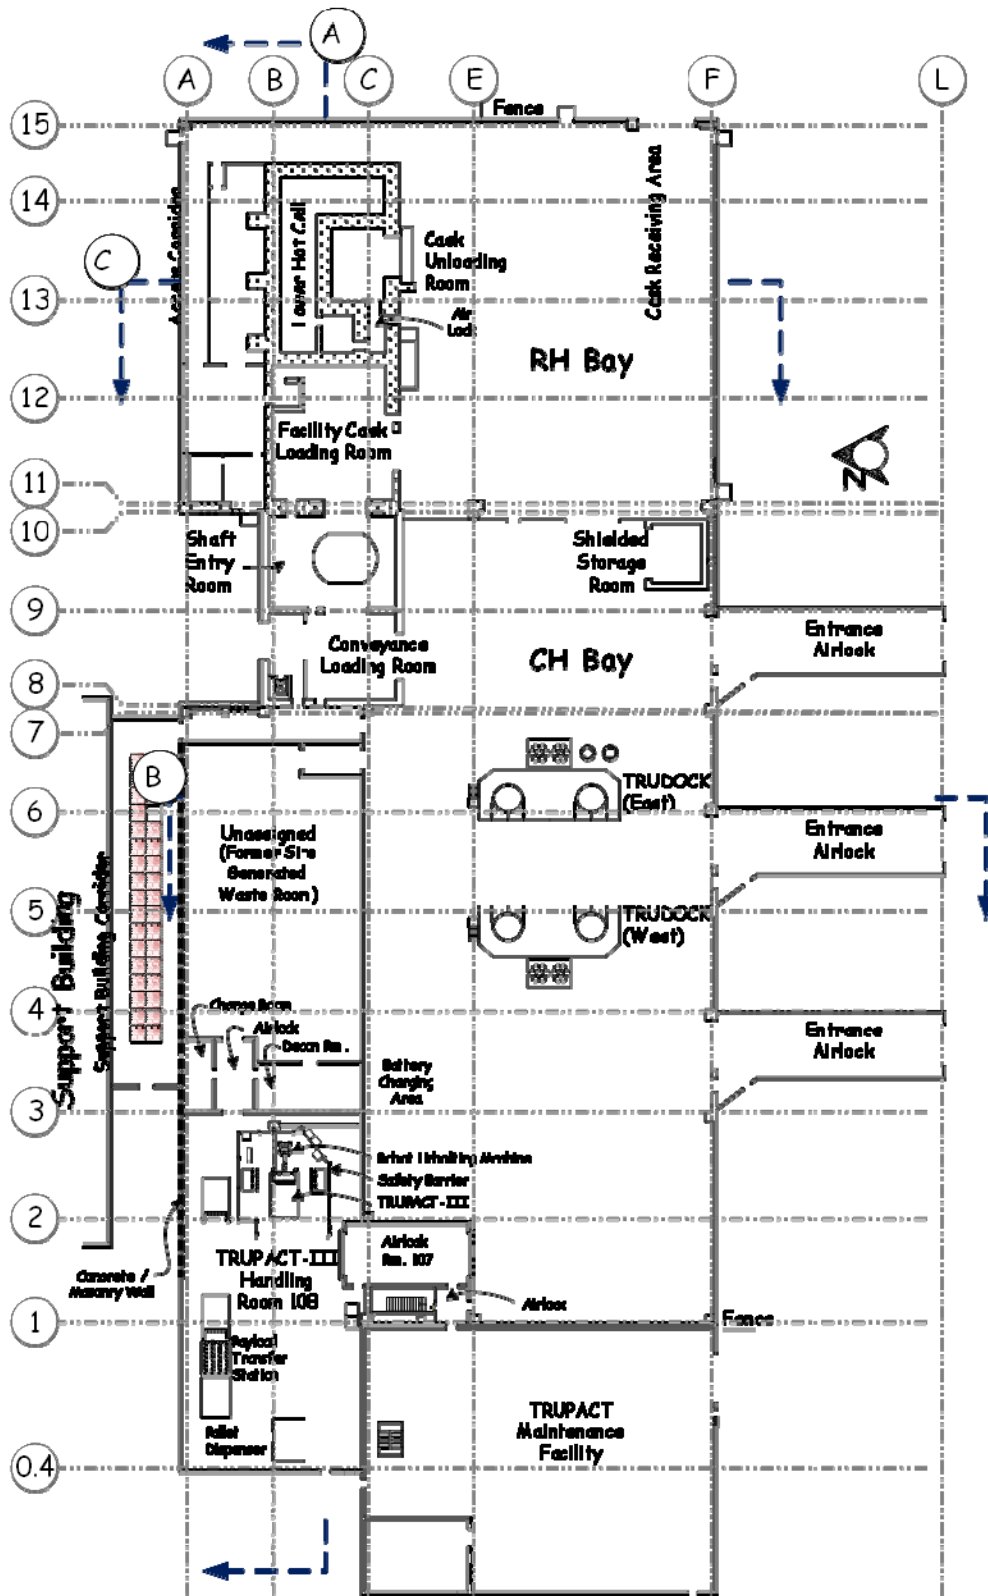 A
A
B
C
E
F
L
15
14
13
12
11
10
9
8
7
6
5
4
3
2
1
0.4
C
B
Fence
Cask Receiving Area
Lower Hot Cell
Cask
Unloading
Room
Air
Lock
RH Bay
Facility Cask
Loading Room
N
Shaft
Entry
Room
Shielded
Storage
Room
Conveyance
Loading Room
CH Bay
Entrance
Airlock
TRUDOCK
(East)
Unassigned
(Former Site
Generated
Waste Room)
Entrance
Airlock
TRUDOCK
(West)
Support Building
Support Building Corridor
Change Room
Airlock
Decon Rm.
Entrance
Airlock
Battery
Charging
Area
Robot Unbolting Machine
Safety Barrier
TRUPACT-III
Airlock
Rm. 107
TRUPACT-III
Handling
Room 108
Concrete /
Masonry Wall
Airlock
Fence
Payload
Transfer
Station
TRUPACT
Maintenance
Facility
Pallet
Dispenser